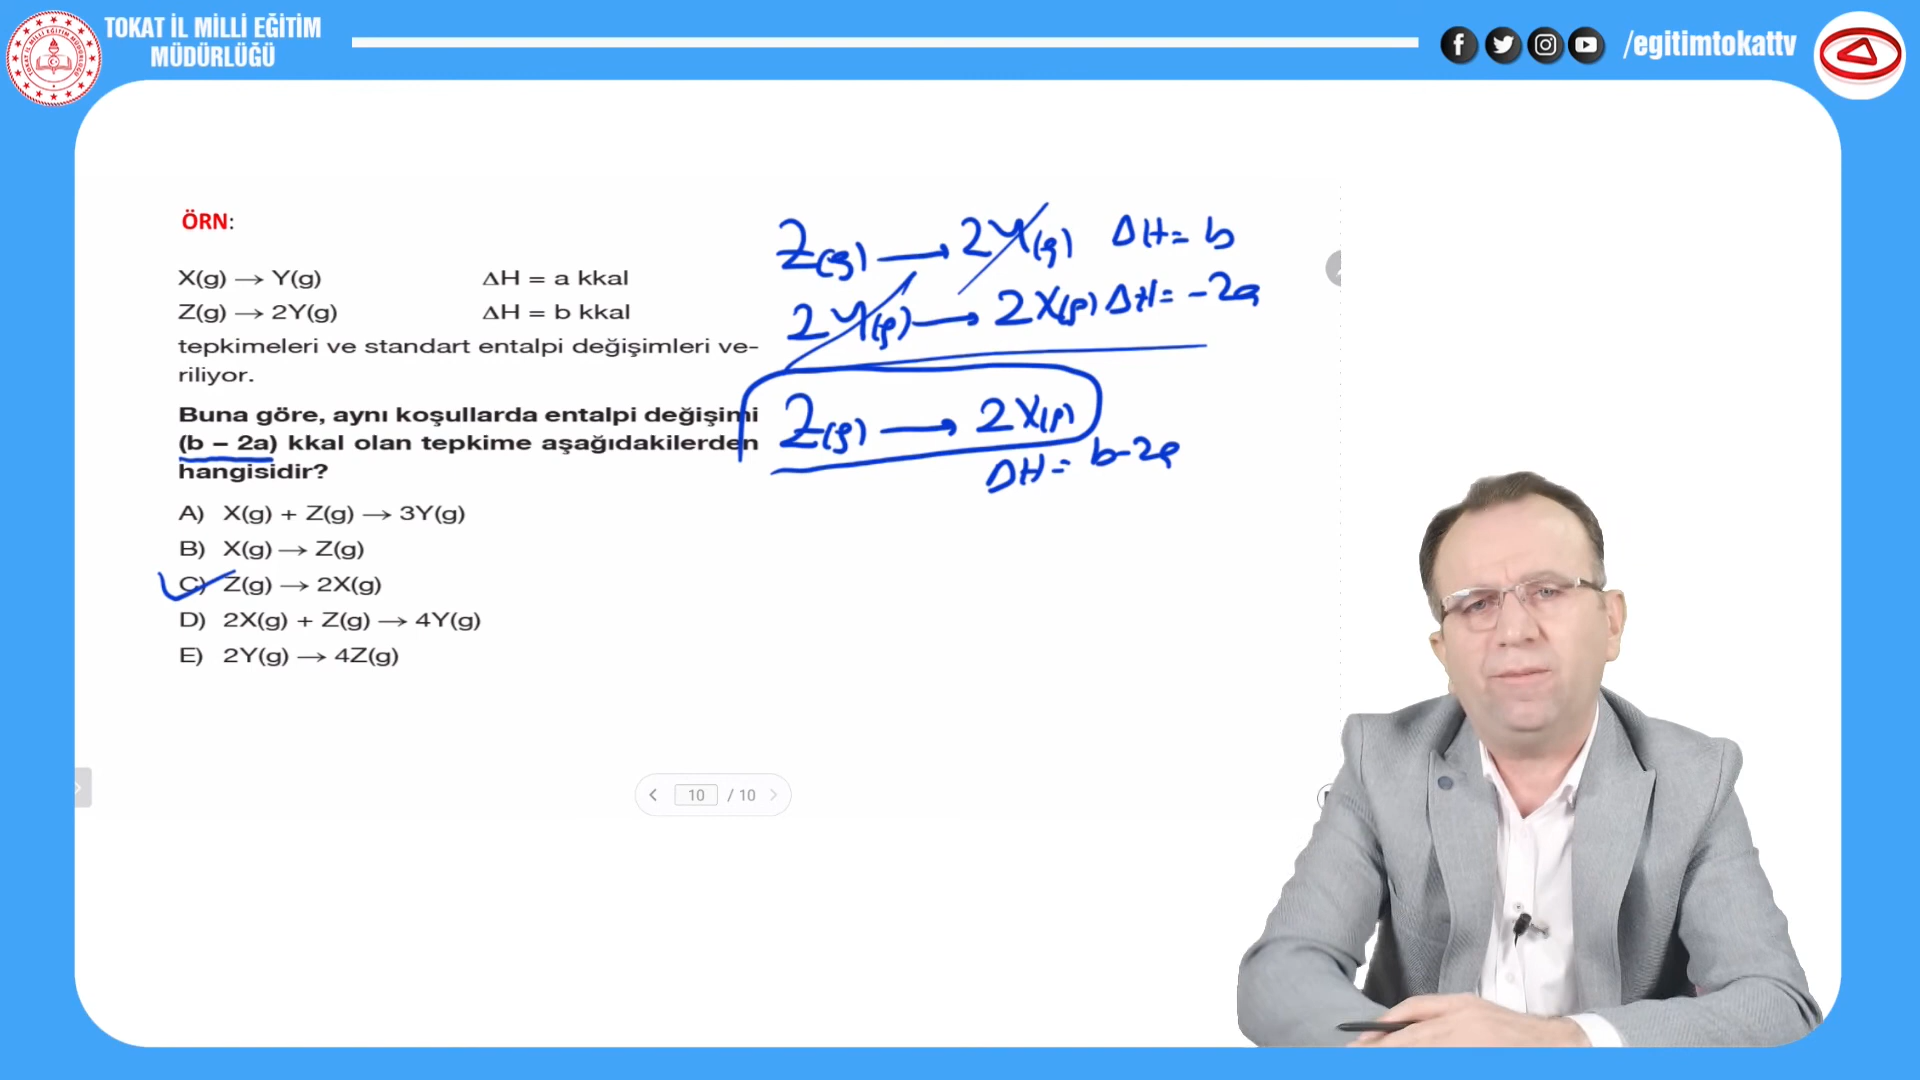 TOKAT İL MİLLİ EĞİTİM
MÜDÜRLÜĞÜ
/egitimtokattv
ÖRN:
X(g) → Y(g) ΔH = a kkal
Z(g) → 2Y(g) ΔH = b kkal
tepkimeleri ve standart entalpi değişimleri ve-
riliyor.
Buna göre, aynı koşullarda entalpi değişimi
(b – 2a) kkal olan tepkime aşağıdakilerden
hangisidir?
A) X(g) + Z(g) → 3Y(g)
B) X(g) → Z(g)
C) Z(g) → 2X(g)
D) 2X(g) + Z(g) → 4Y(g)
E) 2Y(g) → 4Z(g)
Z(g) → 2Y(g) ΔH = b
2Y(g) → 2X(g) ΔH = -2a
Z(g) → 2X(g)
ΔH = b-2a
10 / 10